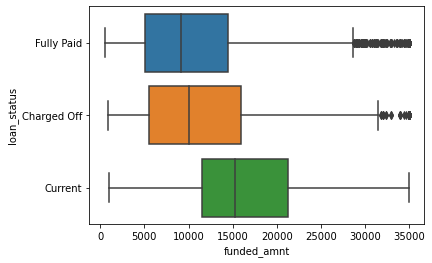 loan_status
Fully Paid
Charged Off
Current
0 5000 10000 15000 20000 25000 30000 35000
funded_amnt